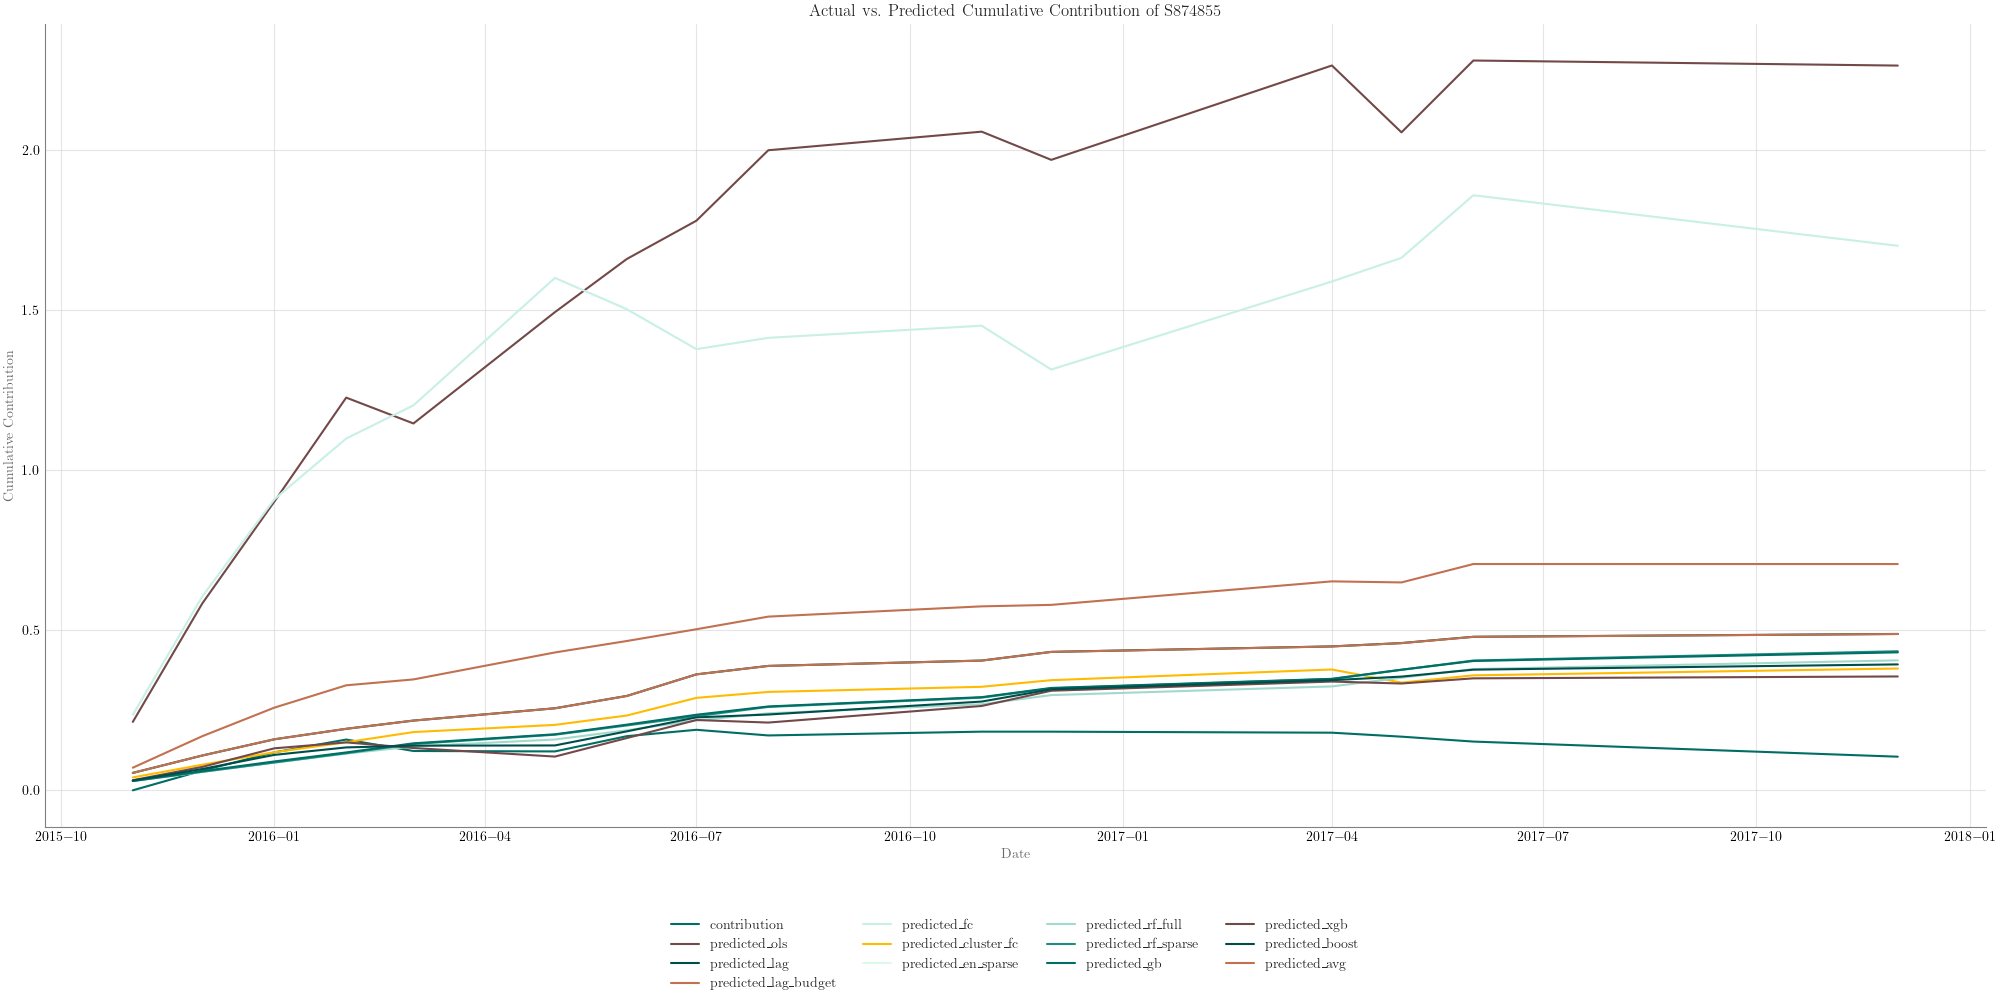 Actual vs. Predicted Cumulative Contribution of S874855
Cumulative Contribution
2.0
1.5
1.0
0.5
0.0
2015−10 2016−01 2016−04 2016−07 2016−10 2017−01 2017−04 2017−07 2017−10 2018−01
Date
contribution predicted_fc predicted_rf_full predicted_xgb
predicted_ols predicted_cluster_fc predicted_rf_sparse predicted_boost
predicted_lag predicted_en_sparse predicted_gb predicted_avg
predicted_lag_budget